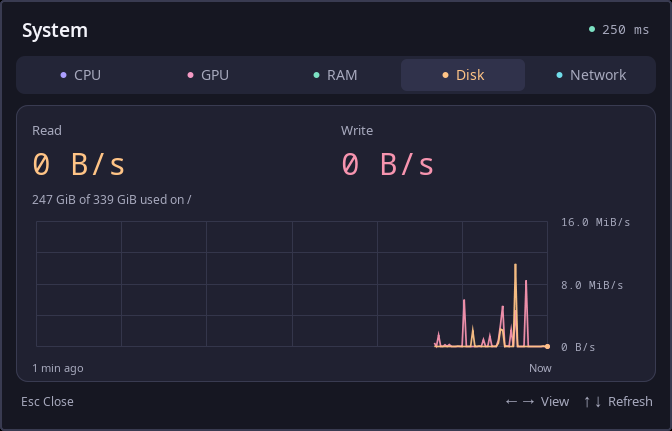 System
250 ms
CPU GPU RAM Disk Network
Read Write
0 B/s 0 B/s
247 GiB of 339 GiB used on /
16.0 MiB/s
8.0 MiB/s
0 B/s
1 min ago Now
Esc Close ←→ View ↑↓ Refresh